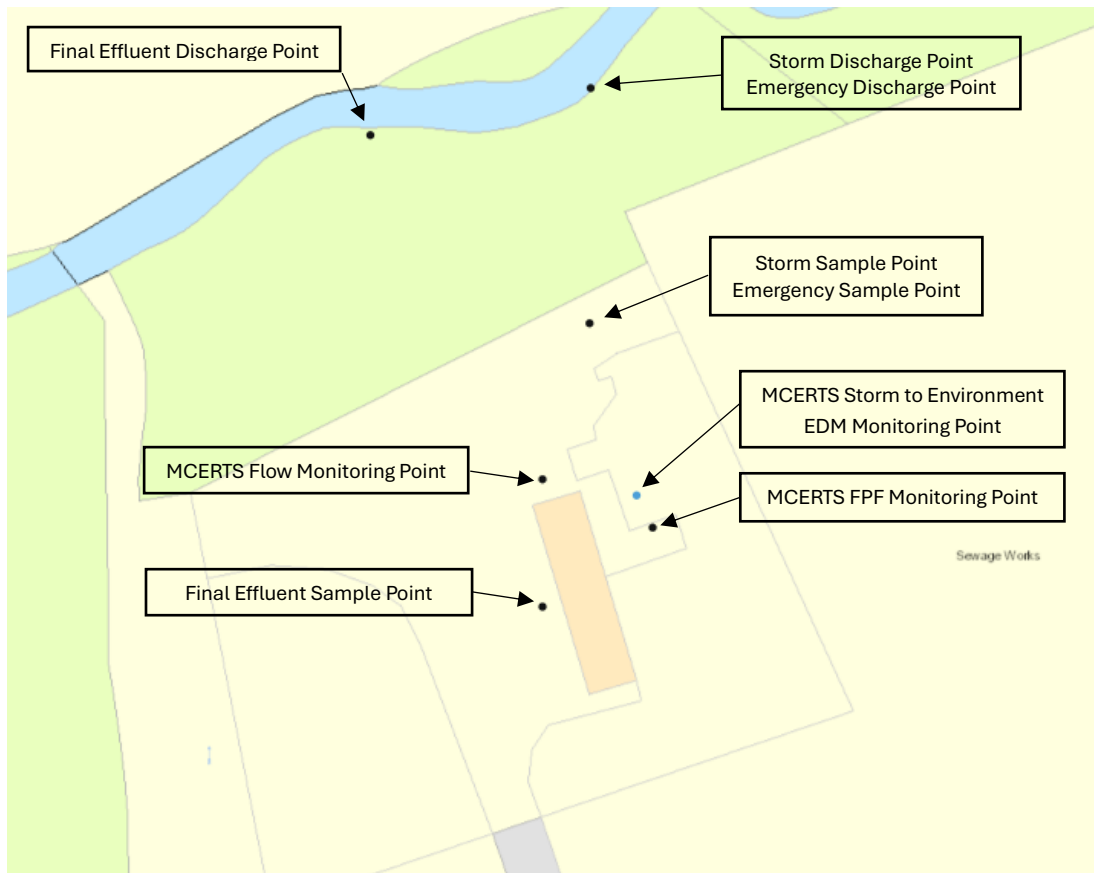 Final Effluent Discharge Point
Storm Discharge Point
Emergency Discharge Point
Storm Sample Point
Emergency Sample Point
MCERTS Storm to Environment
EDM Monitoring Point
MCERTS Flow Monitoring Point
MCERTS FPF Monitoring Point
Sewage Works
Final Effluent Sample Point